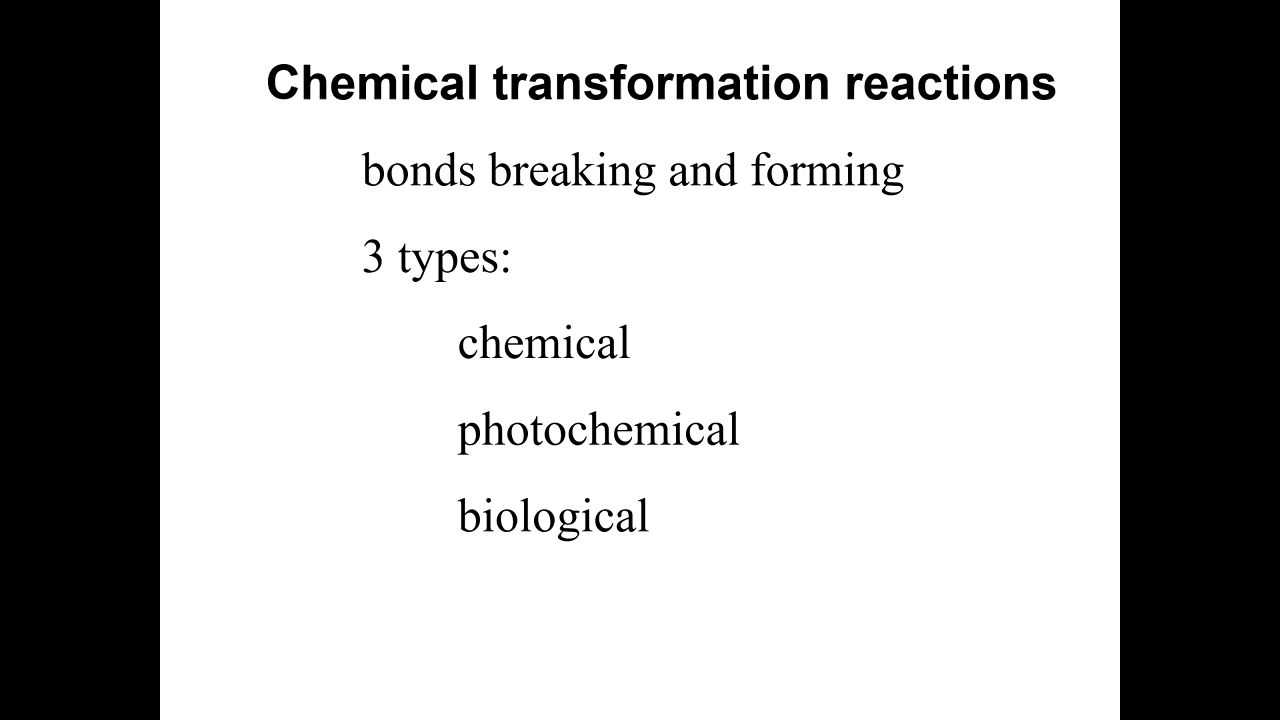 Chemical transformation reactions
bonds breaking and forming
3 types:
chemical
photochemical
biological